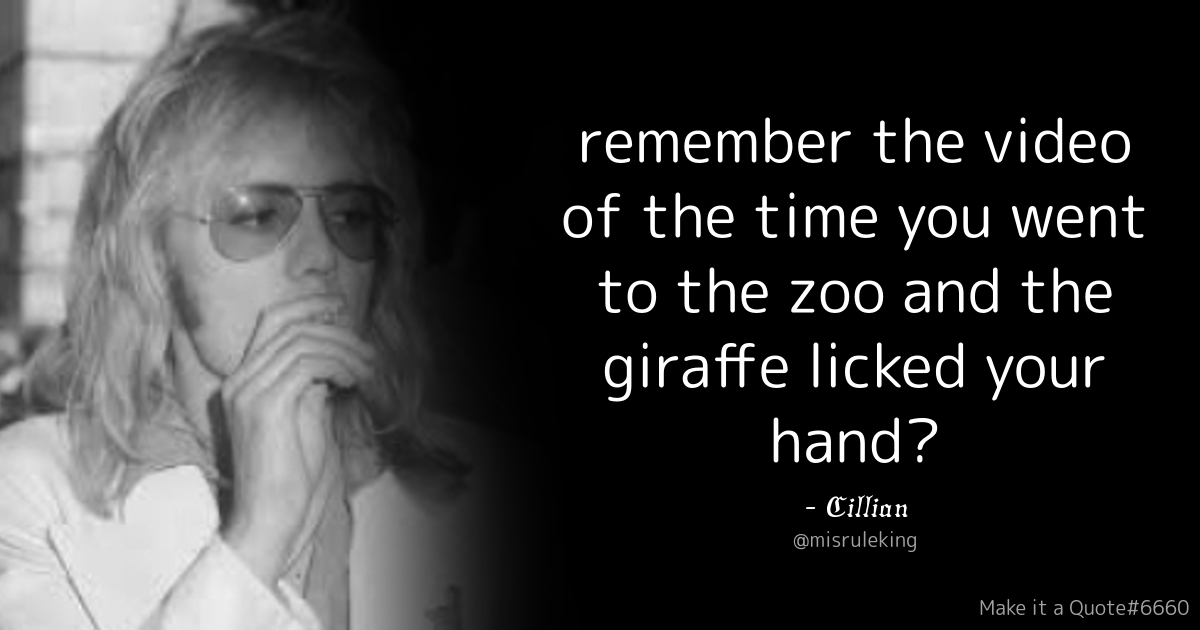 remember the video
of the time you went
to the zoo and the
giraffe licked your
hand?
- 𝕮𝖎𝖑𝖑𝖎𝖆𝖓
@misruleking
Make it a Quote#6660